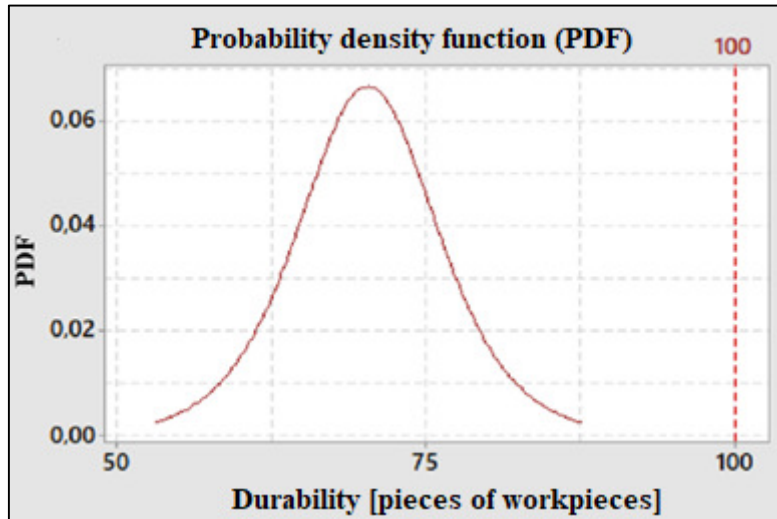 Probability density function (PDF)
100
0,06
0,04
0,02
0,00
PDF
50
75
100
Durability [pieces of workpieces]